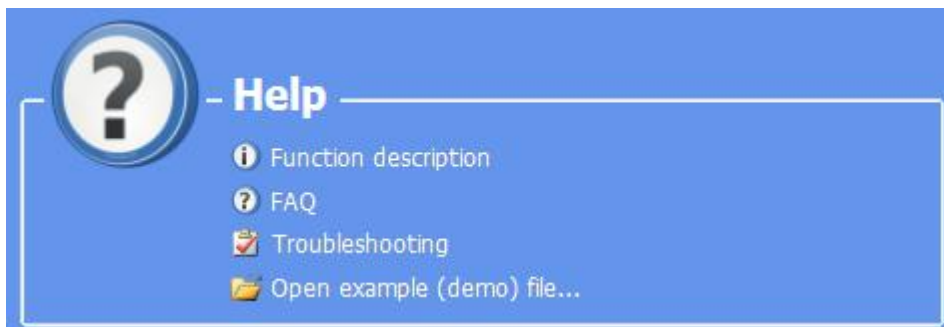 Help
Function description
FAQ
Troubleshooting
Open example (demo) file...